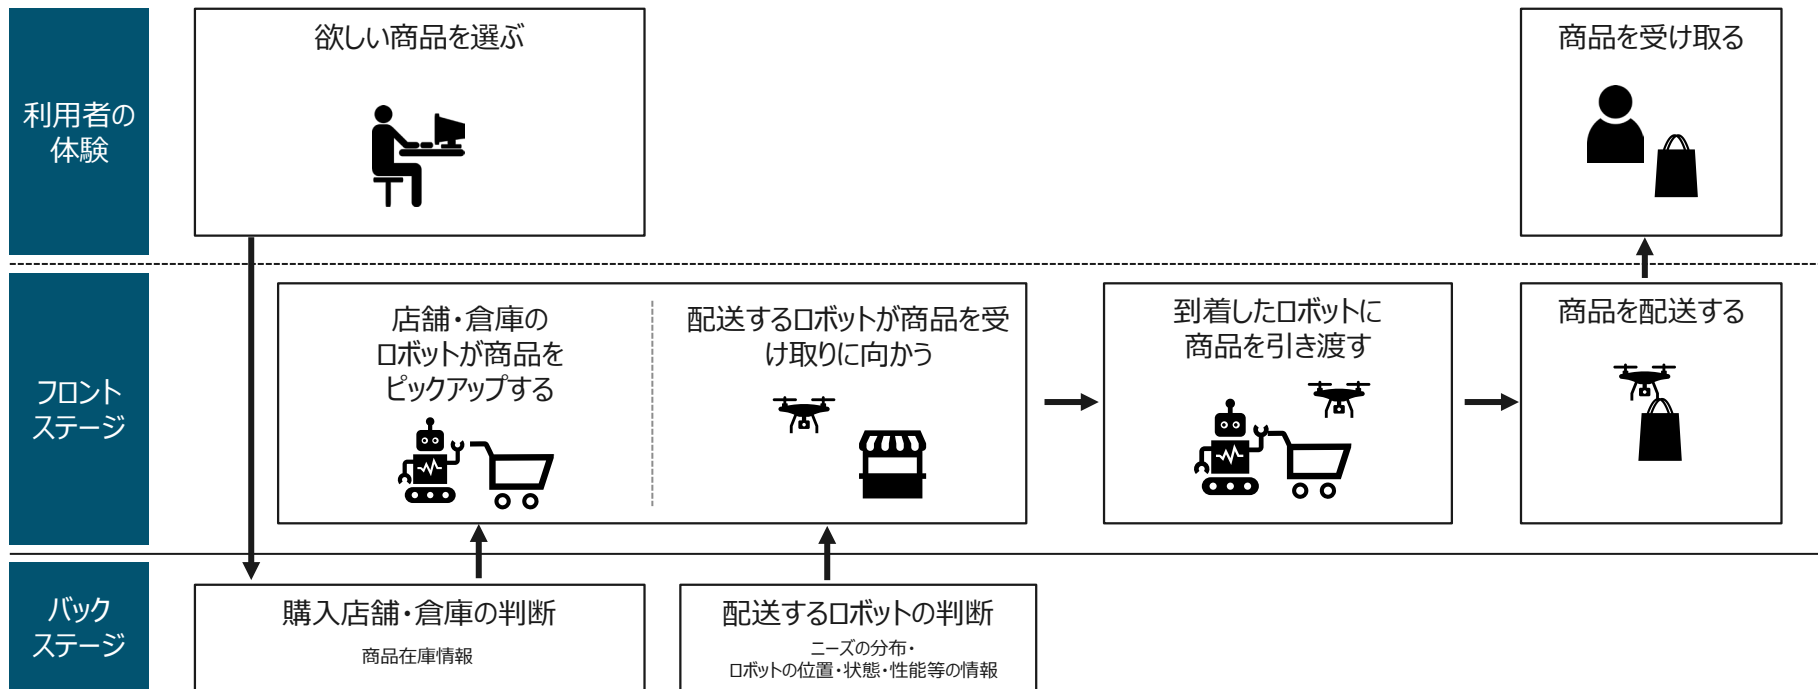 利用者の
体験
欲しい商品を選ぶ
商品を受け取る
フロント
ステージ
店舗・倉庫の
ロボットが商品を
ピックアップする
配送するロボットが商品を受
け取りに向かう
到着したロボットに
商品を引き渡す
商品を配送する
バック
ステージ
購入店舗・倉庫の判断
商品在庫情報
配送するロボットの判断
ニーズの分布・
ロボットの位置・状態・性能等の情報